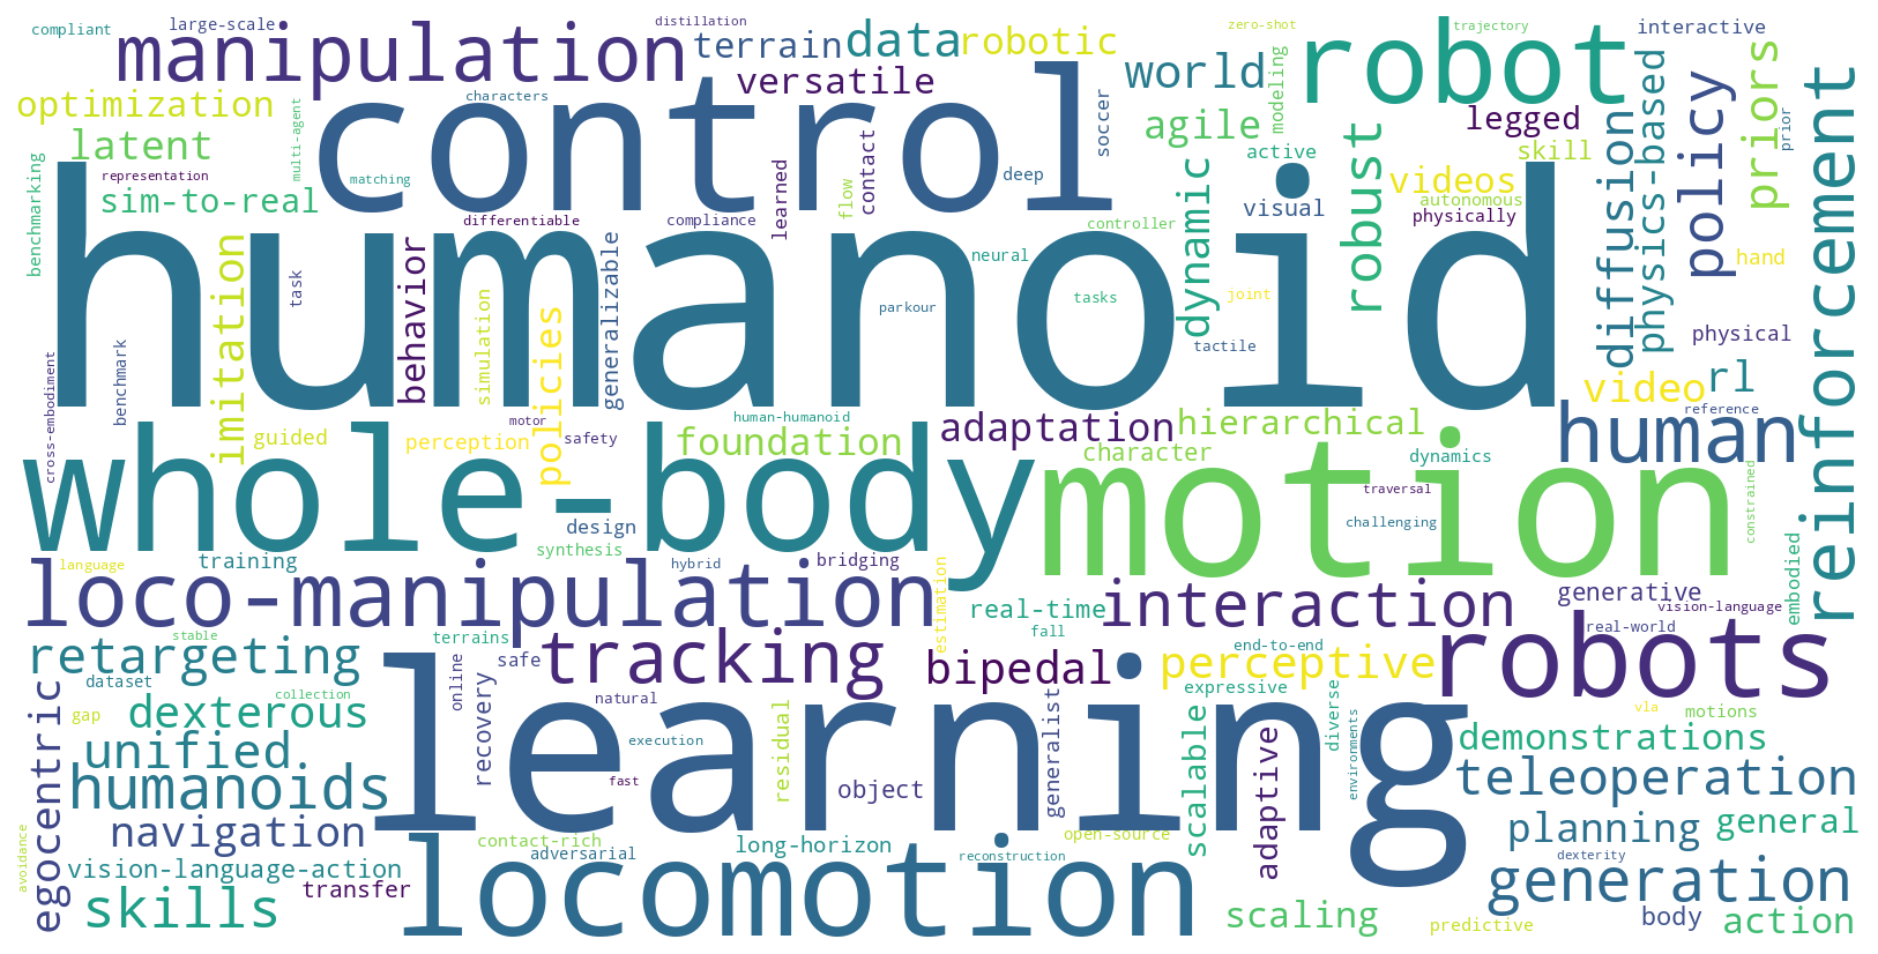 compliant
large-scale
distillation
zero-shot
trajectory
interactive
manipulation
terrain
data
robotic
robot
versatile
world
optimization
characters
control
modeling
physics-based
policy
priors
reinforcement
multi-agent
soccer
agile
legged
prior
latent
robust
diffusion
skill
contact
active
benchmarking
representation
matching
learned
deep
dynamic
videos
sim-to-real
flow
visual
autonomous
differentiable
compliance
controller
physically
humanoid
imitation
behavior
generalizable
neural
hand
task
simulation
policies
parkour
tasks
joint
cross-embodiment
benchmark
tactile
physical
video
rl
motor
human-humanoid
adaptation
hierarchical
human
reference
guided
perception
safety
foundation
character
dynamics
whole-body
motion
traversal
constrained
design
challenging
training
synthesis
hybrid
bridging
language
estimation
embodied
loco-manipulation
real-time
interaction
generative
vision-language
stable
terrains
fall
real-world
retargeting
safe
tracking
bipedal
end-to-end
perceptive
robots
dataset
online
recovery
collection
natural
expressive
diverse
egocentric
gap
dexterous
residual
generalist
scalable
environments
vla
motions
unified
execution
learning
adaptive
demonstrations
humanoids
fast
object
teleoperation
navigation
contact-rich
long-horizon
open-source
planning
general
avoidance
adversarial
reconstruction
dexterity
vision-language-action
transfer
locomotion
generation
skills
scaling
predictive
body
action